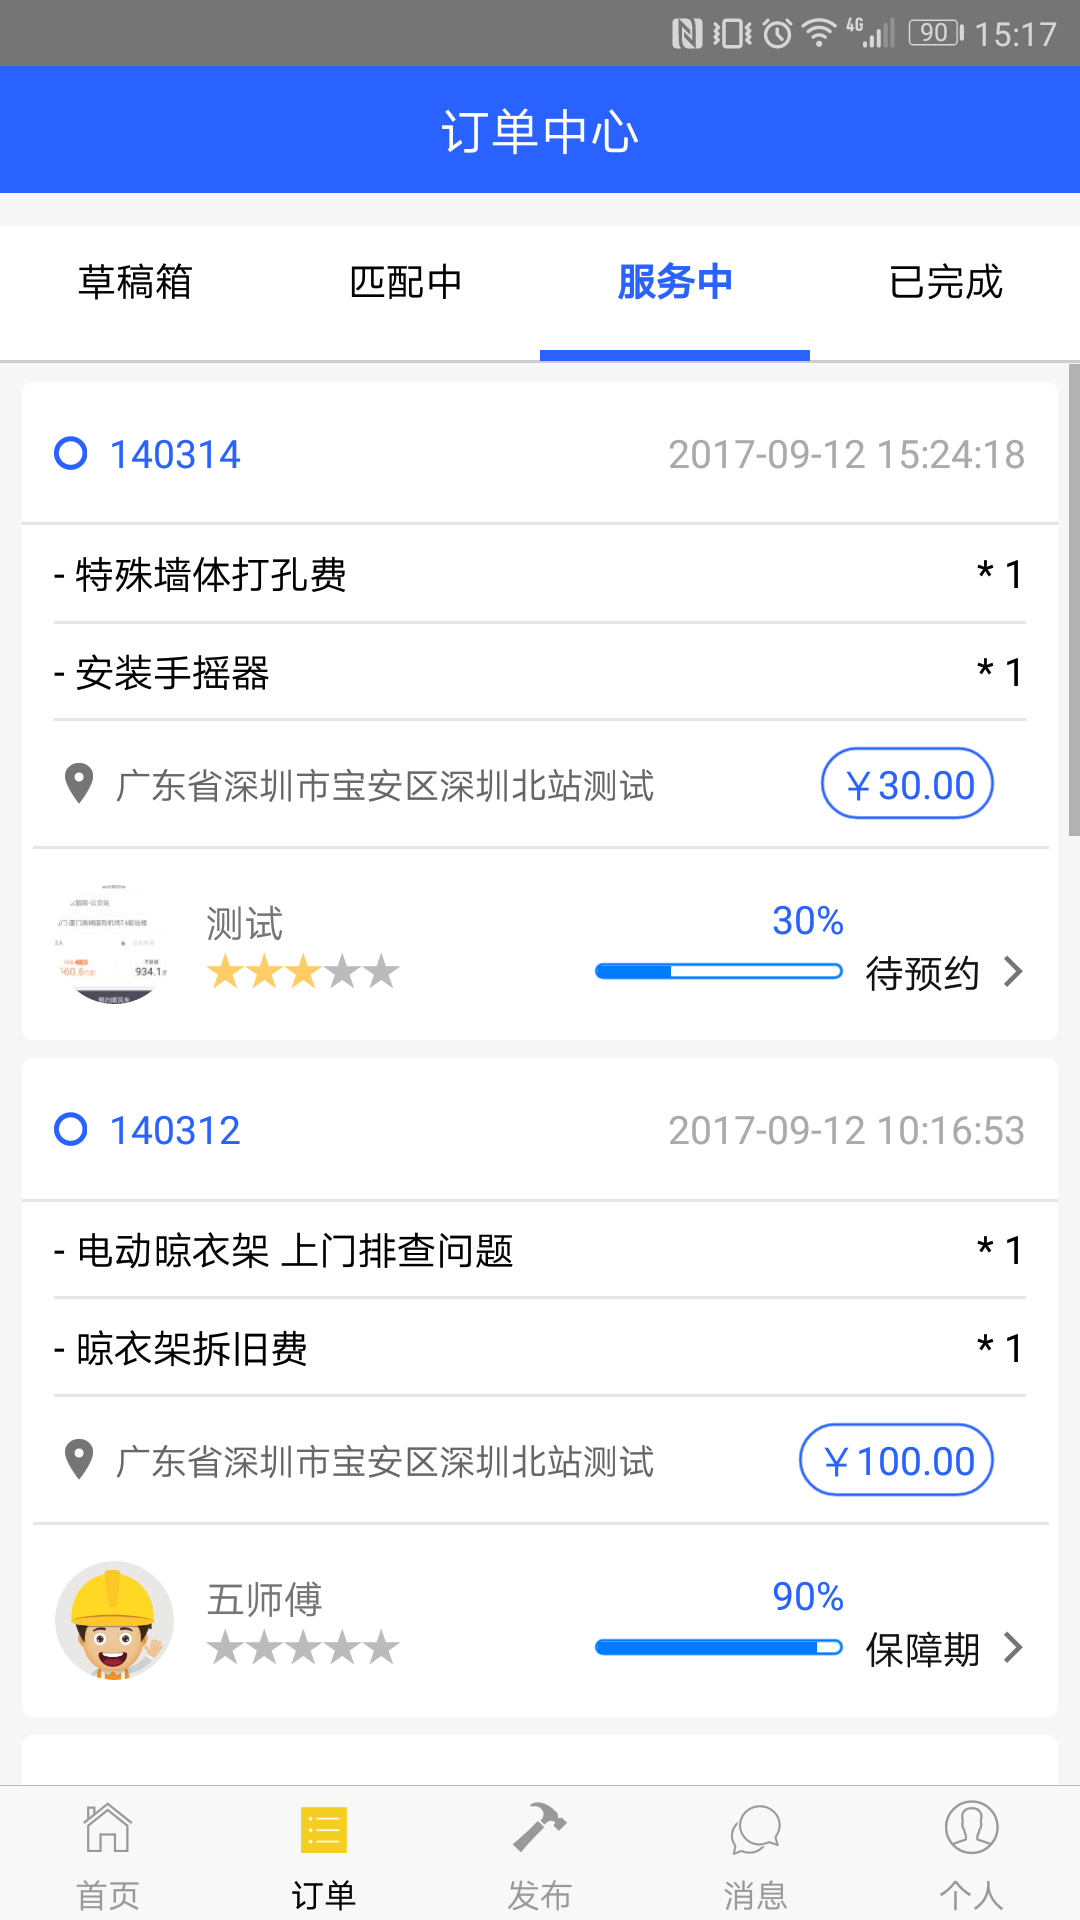 4G 90 15:17
订单中心
草稿箱 匹配中 服务中 已完成
140314 2017-09-12 15:24:18
- 特殊墙体打孔费 * 1
- 安装手摇器 * 1
广东省深圳市宝安区深圳北站测试 ¥30.00
测试 30%
待预约
934.1
140312 2017-09-12 10:16:53
- 电动晾衣架 上门排查问题 * 1
- 晾衣架拆旧费 * 1
广东省深圳市宝安区深圳北站测试 ¥100.00
五师傅 90%
保障期
首页 订单 发布 消息 个人